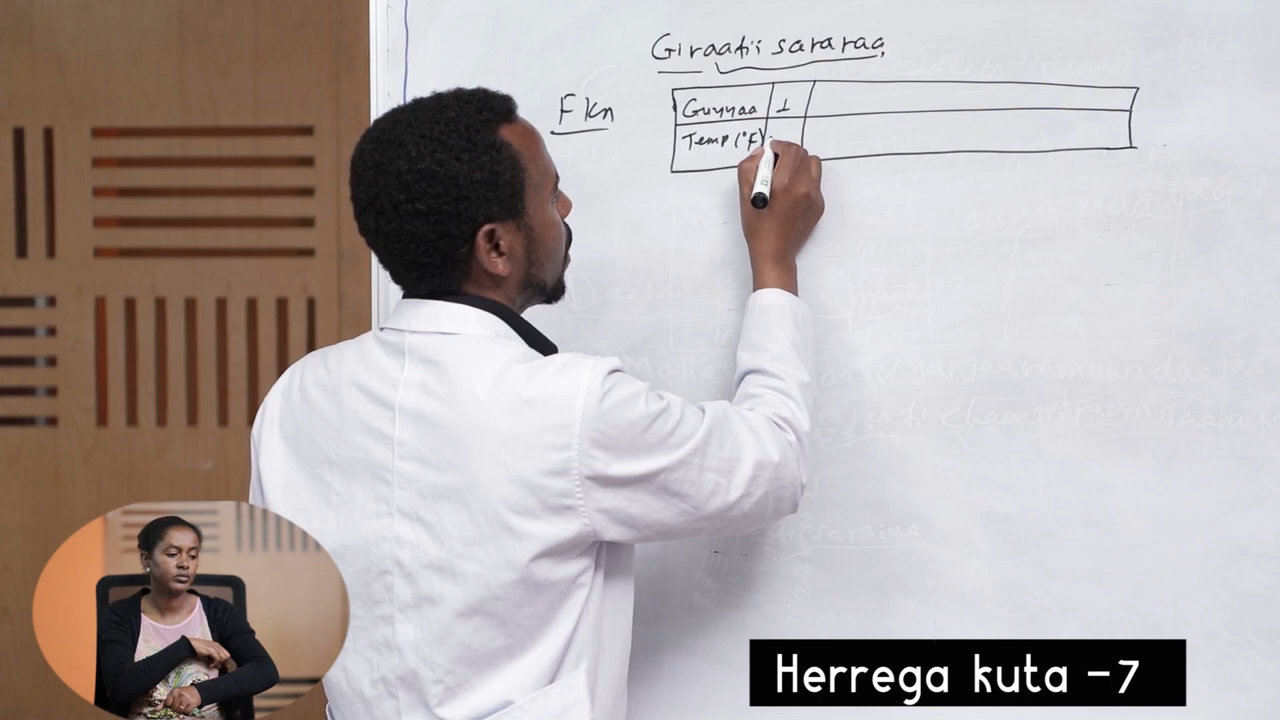 Giraafii sararaa
Fkn
Guyyaa 1
Temp (°F)
Herrega kuta -7